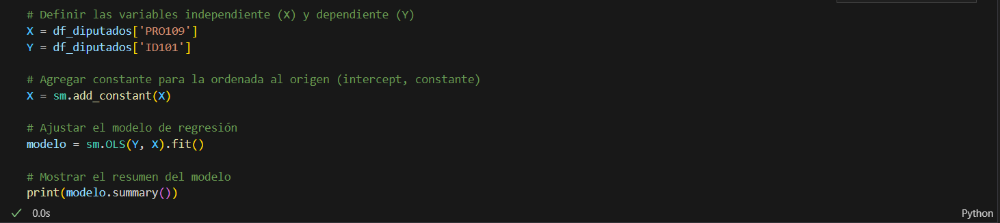 # Definir las variables independiente (X) y dependiente (Y)
X = df_diputados['PRO109']
Y = df_diputados['ID101']
# Agregar constante para la ordenada al origen (intercept, constante)
X = sm.add_constant(X)
# Ajustar el modelo de regresión
modelo = sm.OLS(Y, X).fit()
# Mostrar el resumen del modelo
print(modelo.summary())
0.0s
Python